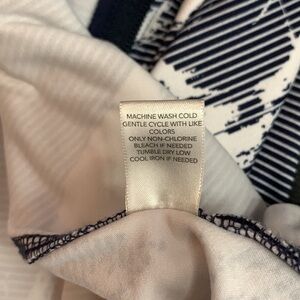 MACHINE WASH COLD
GENTLE CYCLE WITH LIKE
COLORS
ONLY NON-CHLORINE
BLEACH IF NEEDED
TUMBLE DRY LOW
COOL IRON IF NEEDED